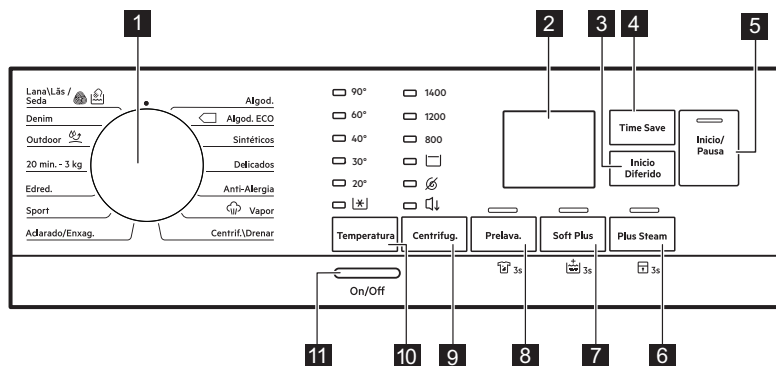 1
2
3
4
5
Lana\Lãs /
Seda
Denim
Outdoor
20 min. - 3 kg
Edred.
Sport
Aclarado/Enxag.
Algod.
Algod. ECO
Sintéticos
Delicados
Anti-Alergia
Vapor
Centrif.\Drenar
90°
60°
40°
30°
20°
1400
1200
800
Time Save
Inicio
Diferido
Inicio/
Pausa
Temperatura
Centrifug.
Prelava.
Soft Plus
Plus Steam
3s
3s
3s
On/Off
11
10
9
8
7
6